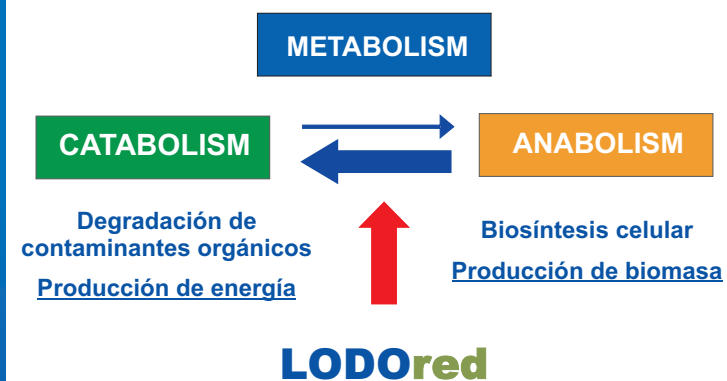 METABOLISM
CATABOLISM
ANABOLISM
Degradación de
contaminantes orgánicos
Producción de energía
Biosíntesis celular
Producción de biomasa
LODOred